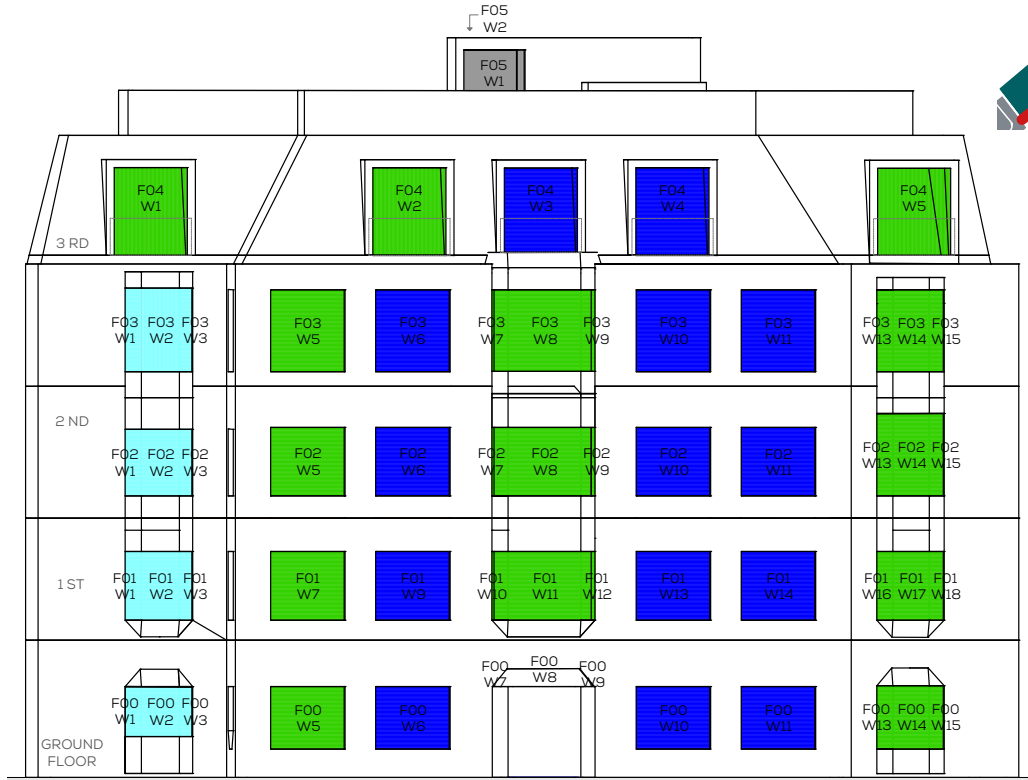 F05
W2
F05
W1
F04 F04 F04 F04 F04
W1 W2 W3 W4 W5
3 RD
F03 F03 F03 F03 F03 F03 F03 F03 F03 F03 F03 F03 F03
W1 W2 W3 W5 W6 W7 W8 W9 W10 W11 W13 W14 W15
2 ND
F02 F02 F02 F02 F02 F02 F02 F02 F02 F02 F02 F02 F02
W1 W2 W3 W5 W6 W7 W8 W9 W10 W11 W13 W14 W15
1 ST
F01 F01 F01 F01 F01 F01 F01 F01 F01 F01 F01 F01 F01
W1 W2 W3 W7 W9 W10 W11 W12 W13 W14 W16 W17 W18
F00 F00 F00
W7 W8 W9
F00 F00 F00 F00 F00 F00 F00 F00 F00 F00
W1 W2 W3 W5 W6 W10 W11 W13 W14 W15
GROUND
FLOOR